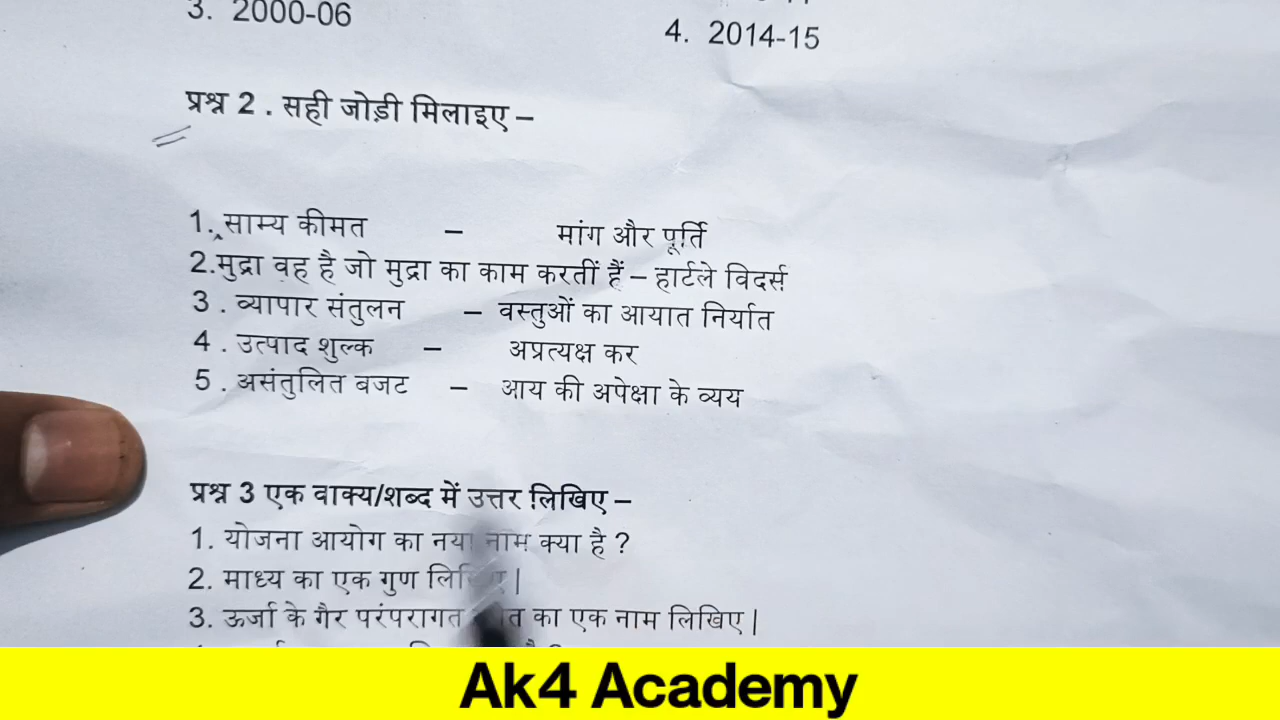 3. 2000-06
4. 2014-15
प्रश्न 2 . सही जोड़ी मिलाइए –
1. साम्य कीमत – मांग और पूर्ति
2.मुद्रा वह है जो मुद्रा का काम करतीं हैं – हार्टले विदर्स
3 . व्यापार संतुलन – वस्तुओं का आयात निर्यात
4 . उत्पाद शुल्क – अप्रत्यक्ष कर
5 . असंतुलित बजट – आय की अपेक्षा के व्यय
प्रश्न 3 एक वाक्य/शब्द में उत्तर लिखिए –
1. योजना आयोग का नया नाम क्या है ?
2. माध्य का एक गुण लिखिए |
3. ऊर्जा के गैर परंपरागत का एक नाम लिखिए |
Ak4 Academy